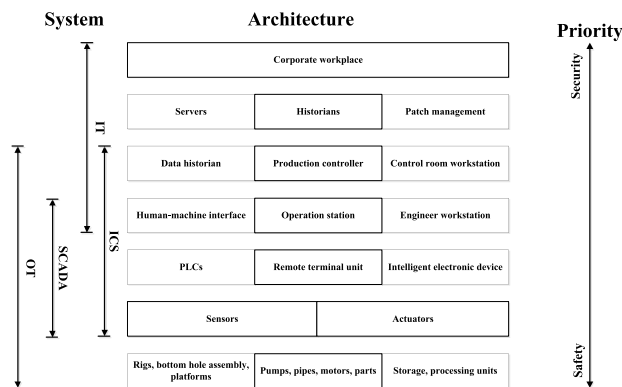 System
Architecture
Priority
Corporate workplace
Servers
Historians
Patch management
Data historian
Production controller
Control room workstation
Human-machine interface
Operation station
Engineer workstation
PLCs
Remote terminal unit
Intelligent electronic device
Sensors
Actuators
Rigs, bottom hole assembly,
platforms
Pumps, pipes, motors, parts
Storage, processing units
OT
SCADA
IT
ICS
Security
Safety